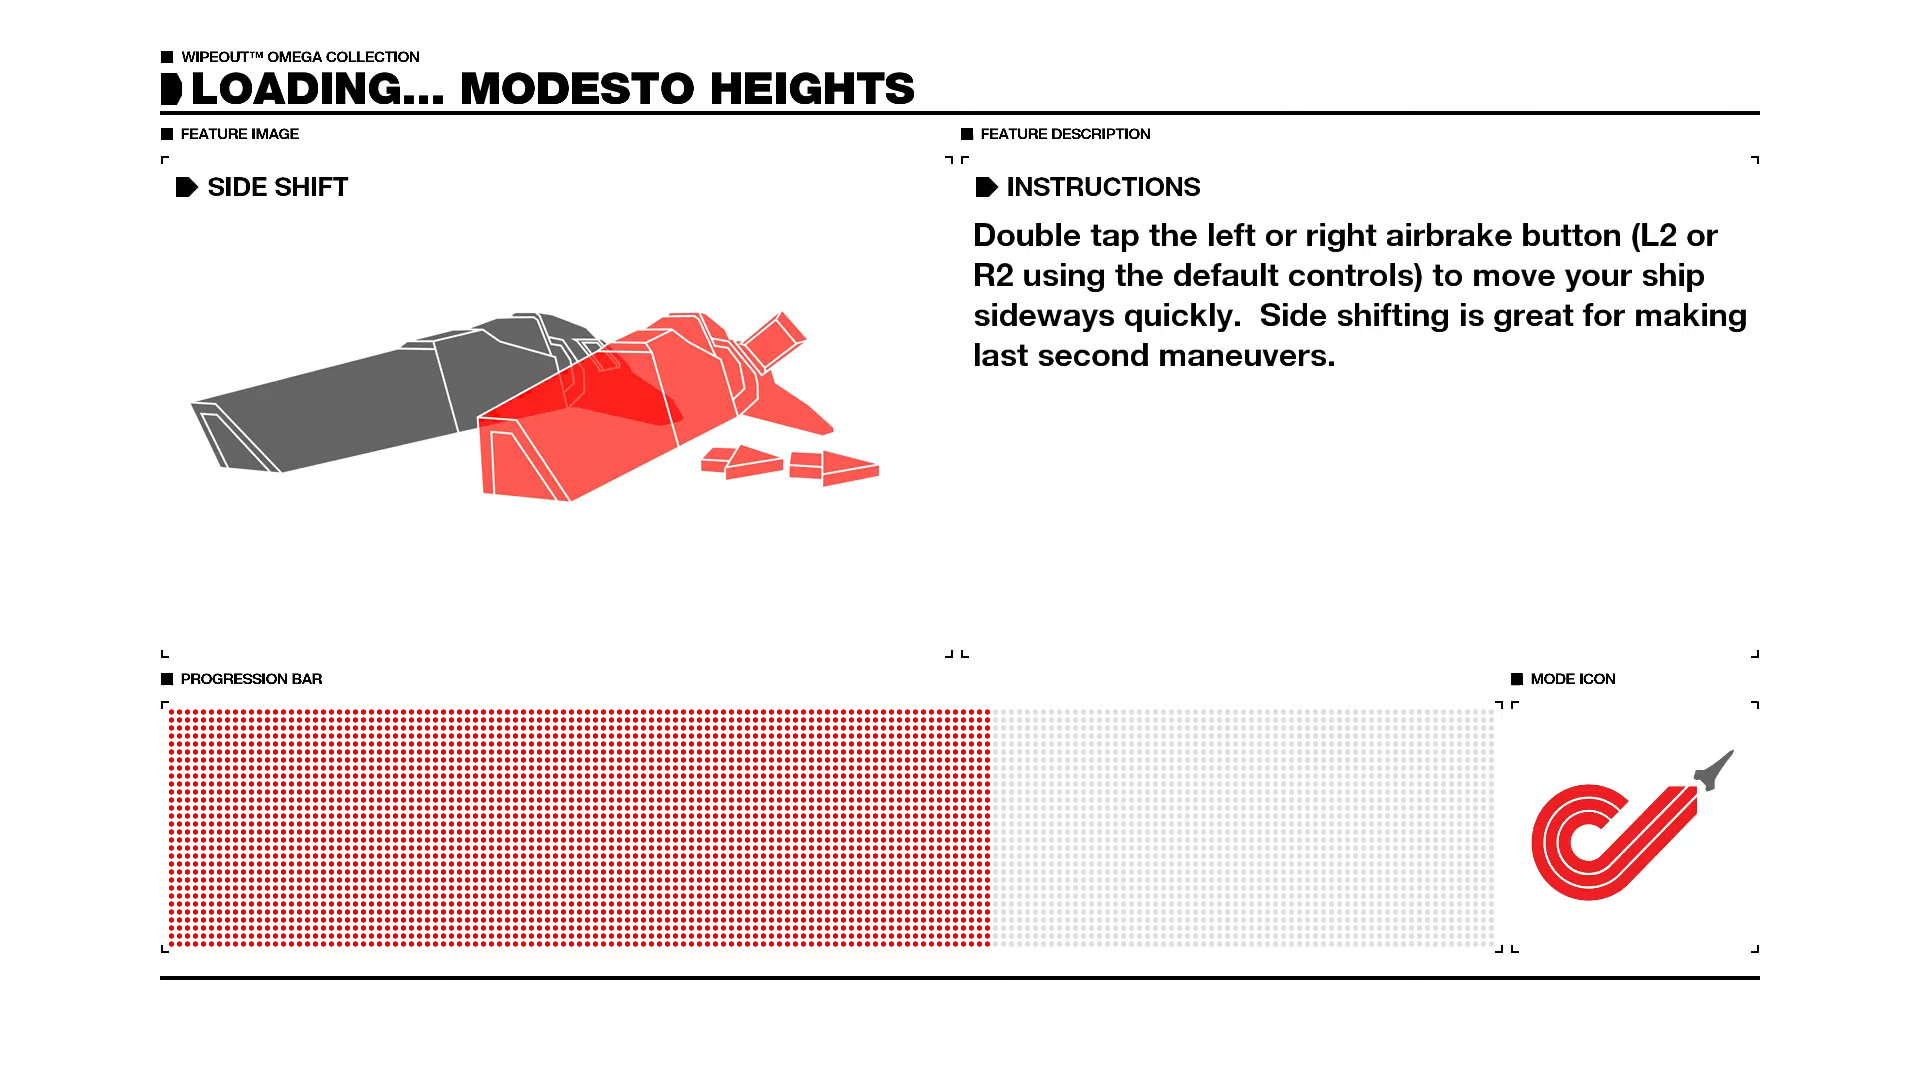 WIPEOUT™ OMEGA COLLECTION
LOADING... MODESTO HEIGHTS
FEATURE IMAGE
SIDE SHIFT
FEATURE DESCRIPTION
INSTRUCTIONS
Double tap the left or right airbrake button (L2 or
R2 using the default controls) to move your ship
sideways quickly.  Side shifting is great for making
last second maneuvers.
PROGRESSION BAR
MODE ICON